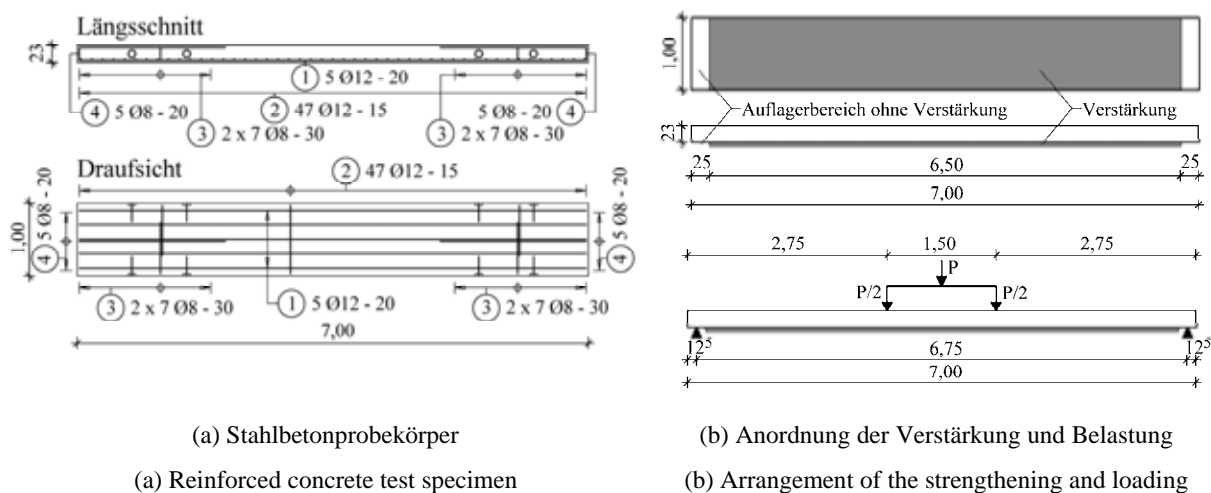 Längsschnitt
23
① 5 Ø12 - 20
② 47 Ø12 - 15
④ 5 Ø8 - 20
5 Ø8 - 20 ④
③ 2 x 7 Ø8 - 30
③ 2 x 7 Ø8 - 30
Draufsicht
② 47 Ø12 - 15
1,00
④ 5 Ø8 - 20
④ 5 Ø8 - 20
③ 2 x 7 Ø8 - 30
① 5 Ø12 - 20
③ 2 x 7 Ø8 - 30
7,00
(a) Stahlbetonprobekörper
(a) Reinforced concrete test specimen
1,00
Auflagerbereich ohne Verstärkung
Verstärkung
23
25
6,50
25
7,00
2,75
1,50
2,75
P
P/2
P/2
12⁵
6,75
12⁵
7,00
(b) Anordnung der Verstärkung und Belastung
(b) Arrangement of the strengthening and loading